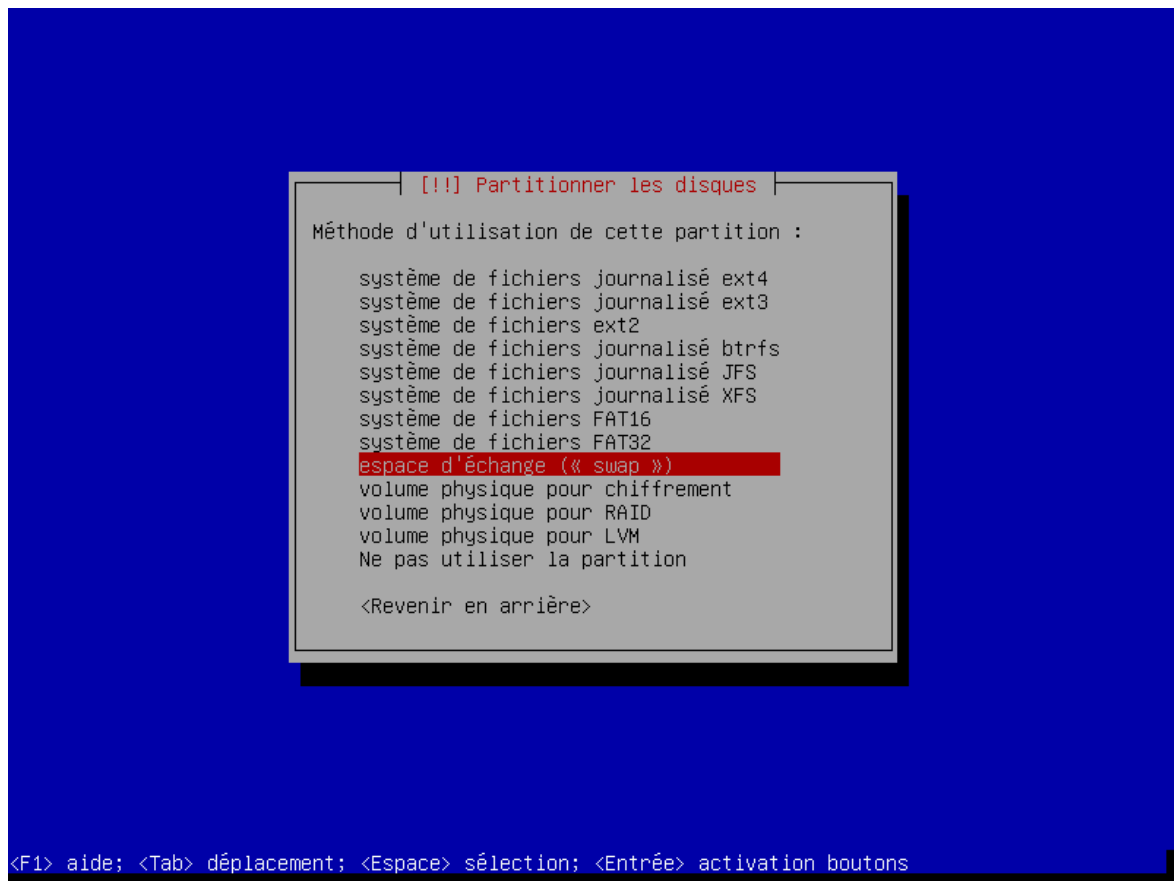 [!!] Partitionner les disques
Méthode d'utilisation de cette partition :
système de fichiers journalisé ext4
système de fichiers journalisé ext3
système de fichiers ext2
système de fichiers journalisé btrfs
système de fichiers journalisé JFS
système de fichiers journalisé XFS
système de fichiers FAT16
système de fichiers FAT32
espace d'échange (« swap »)
volume physique pour chiffrement
volume physique pour RAID
volume physique pour LVM
Ne pas utiliser la partition
<Revenir en arrière>
<F1> aide; <Tab> déplacement; <Espace> sélection; <Entrée> activation boutons